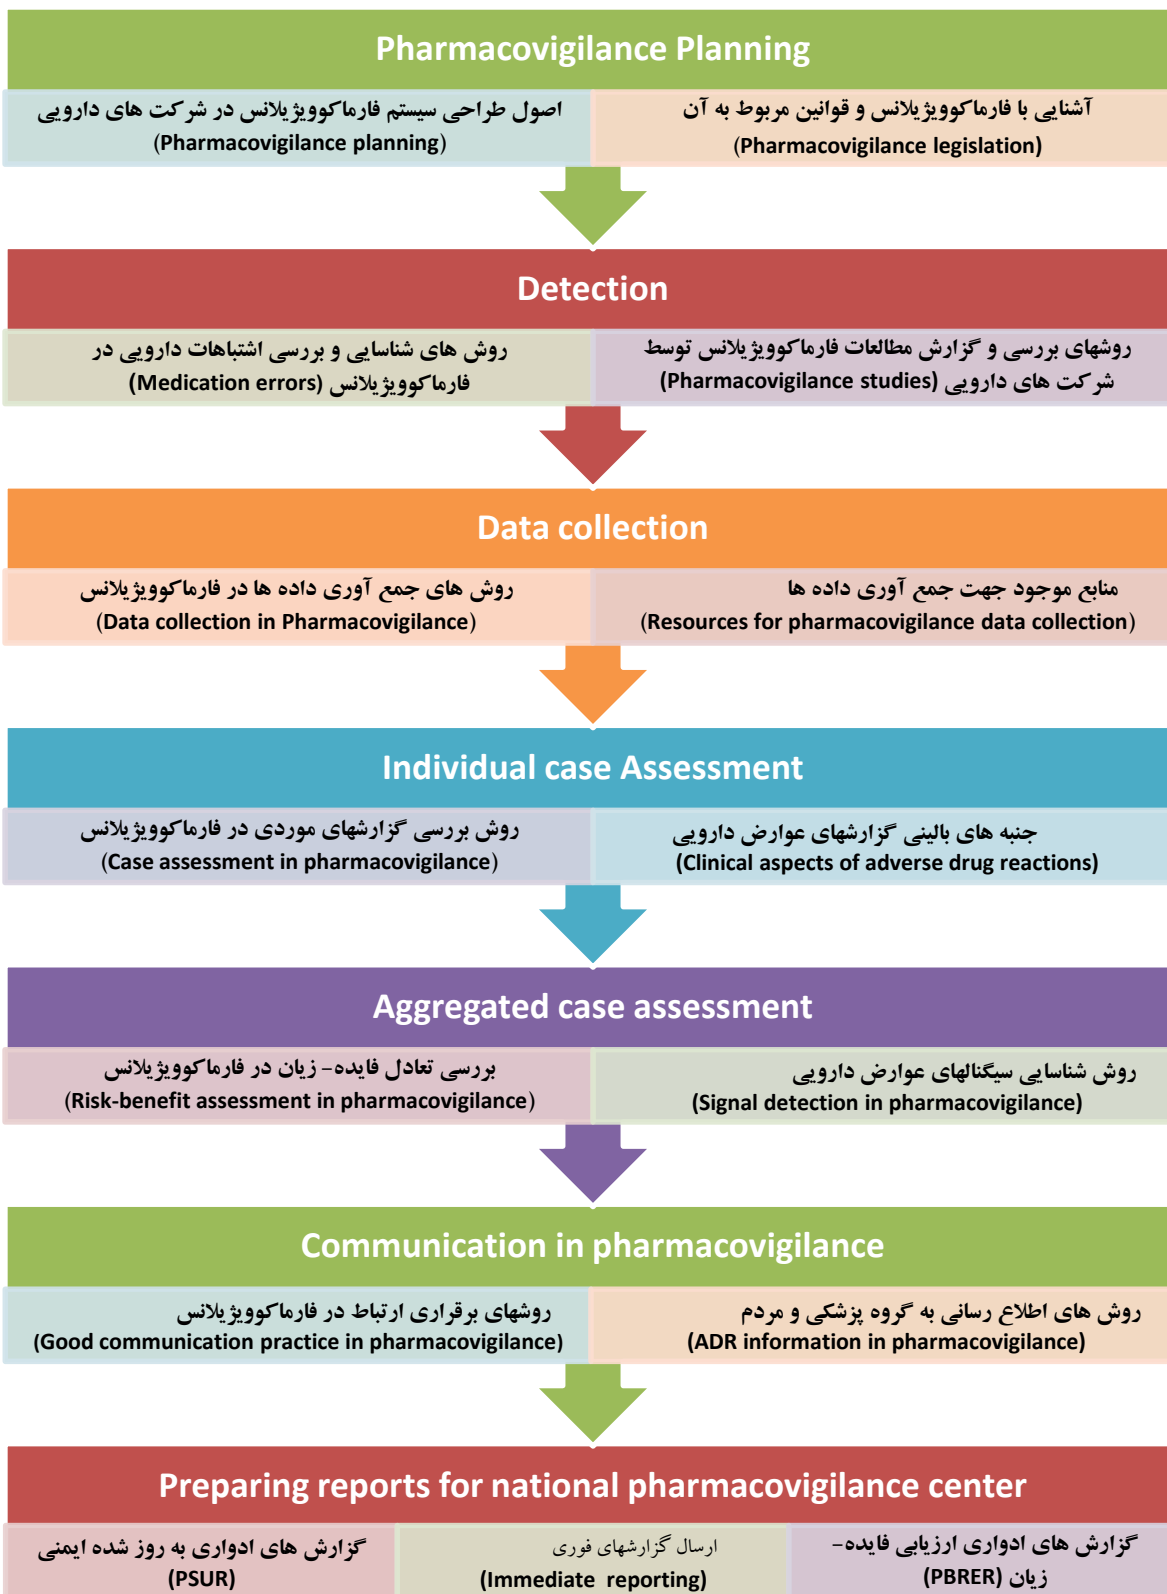 Pharmacovigilance Planning
آشنایی با فارماکوویژیلانس و قوانین مربوط به آن
(Pharmacovigilance legislation)
اصول طراحی سیستم فارماکوویژیلانس در شرکت های دارویی
(Pharmacovigilance planning)
Detection
روشهای بررسی و گزارش مطالعات فارماکوویژیلانس توسط
شرکت های دارویی (Pharmacovigilance studies)
روش های شناسایی و بررسی اشتباهات دارویی در
فارماکوویژیلانس (Medication errors)
Data collection
منابع موجود جهت جمع آوری داده ها
(Resources for pharmacovigilance data collection)
روش های جمع آوری داده ها در فارماکوویژیلانس
(Data collection in Pharmacovigilance)
Individual case Assessment
جنبه های بالینی گزارشهای عوارض دارویی
(Clinical aspects of adverse drug reactions)
روش بررسی گزارشهای موردی در فارماکوویژیلانس
(Case assessment in pharmacovigilance)
Aggregated case assessment
روش شناسایی سیگنالهای عوارض دارویی
(Signal detection in pharmacovigilance)
بررسی تعادل فایده- زیان در فارماکوویژیلانس
(Risk-benefit assessment in pharmacovigilance)
Communication in pharmacovigilance
روش های اطلاع رسانی به گروه پزشکی و مردم
(ADR information in pharmacovigilance)
روشهای برقراری ارتباط در فارماکوویژیلانس
(Good communication practice in pharmacovigilance)
Preparing reports for national pharmacovigilance center
گزارش های ادواری ارزیابی فایده-
زیان (PBRER)
ارسال گزارشهای فوری
(Immediate reporting)
گزارش های ادواری به روز شده ایمنی
(PSUR)